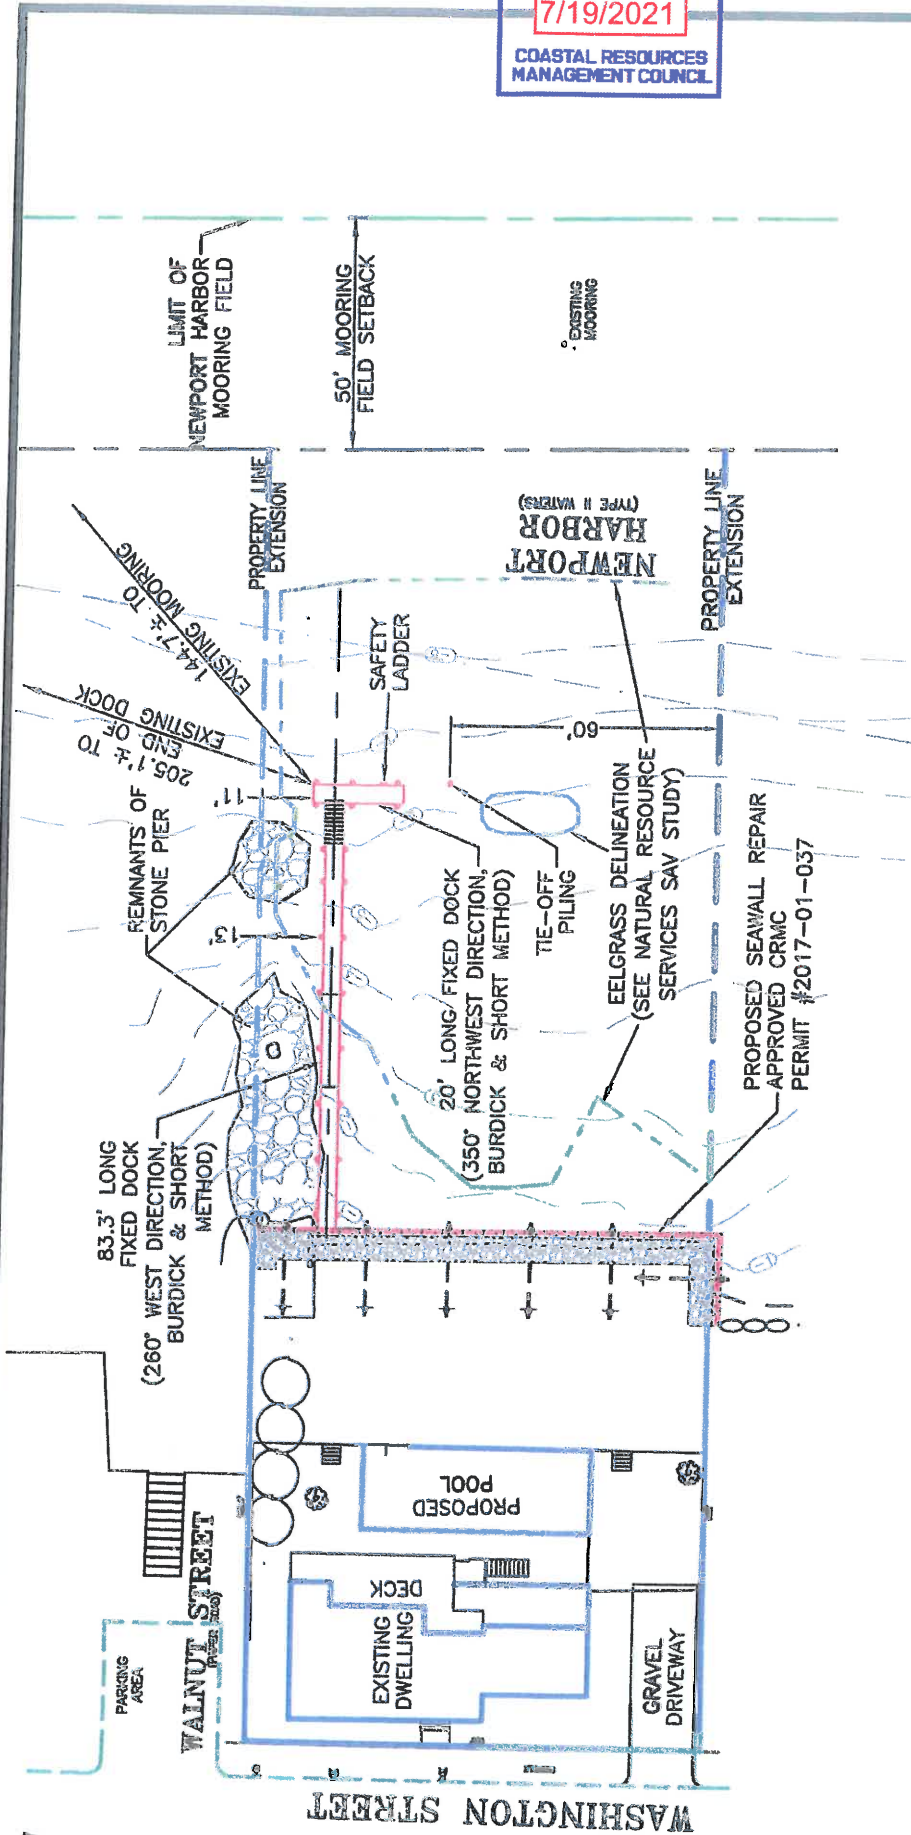 7/19/2021
COASTAL RESOURCES
MANAGEMENT COUNCIL
LIMIT OF
NEWPORT HARBOR
MOORING FIELD
50' MOORING
FIELD SETBACK
EXISTING
MOORING
PROPERTY LINE
EXTENSION
NEWPORT
HARBOR
(TYPE II WATERS)
PROPERTY LINE
EXTENSION
144.7'± TO
EXISTING MOORING
205.1'± TO
END OF
EXISTING DOCK
SAFETY
LADDER
11'
13'
60'
REMNANTS OF
STONE PIER
20' LONG FIXED DOCK
(350° NORTHWEST DIRECTION,
BURDICK & SHORT METHOD)
TIE-OFF
PILING
EELGRASS DELINEATION
(SEE NATURAL RESOURCE
SERVICES SAV STUDY)
PROPOSED SEAWALL REPAIR
APPROVED CRMC
PERMIT #2017-01-037
83.3' LONG
FIXED DOCK
(260° WEST DIRECTION,
BURDICK & SHORT
METHOD)
PROPOSED
POOL
DECK
EXISTING
DWELLING
GRAVEL
DRIVEWAY
PARKING
AREA
WALNUT STREET
WASHINGTON STREET